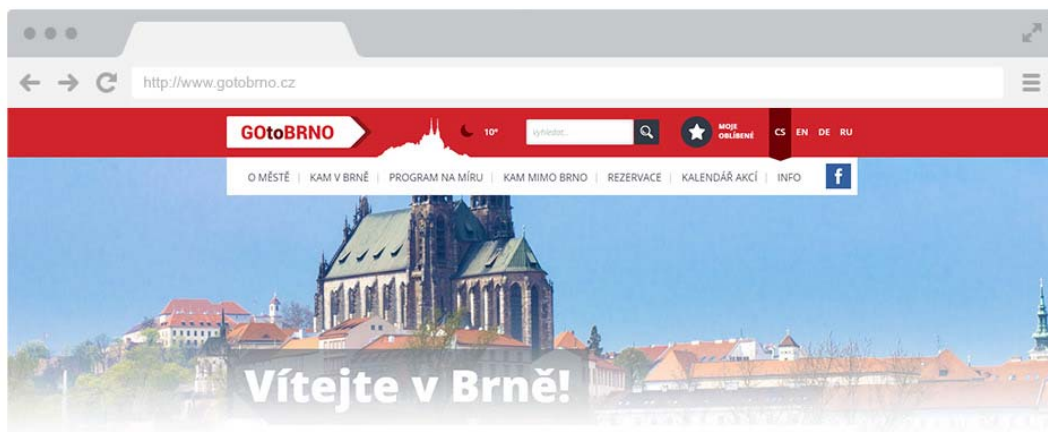 http://www.gotobrno.cz
GOtoBRNO
10°
vyhledat...
MOJE
OBLÍBENÉ
CS EN DE RU
O MĚSTĚ | KAM V BRNĚ | PROGRAM NA MÍRU | KAM MIMO BRNO | REZERVACE | KALENDÁŘ AKCÍ | INFO
f
Vítejte v Brně!